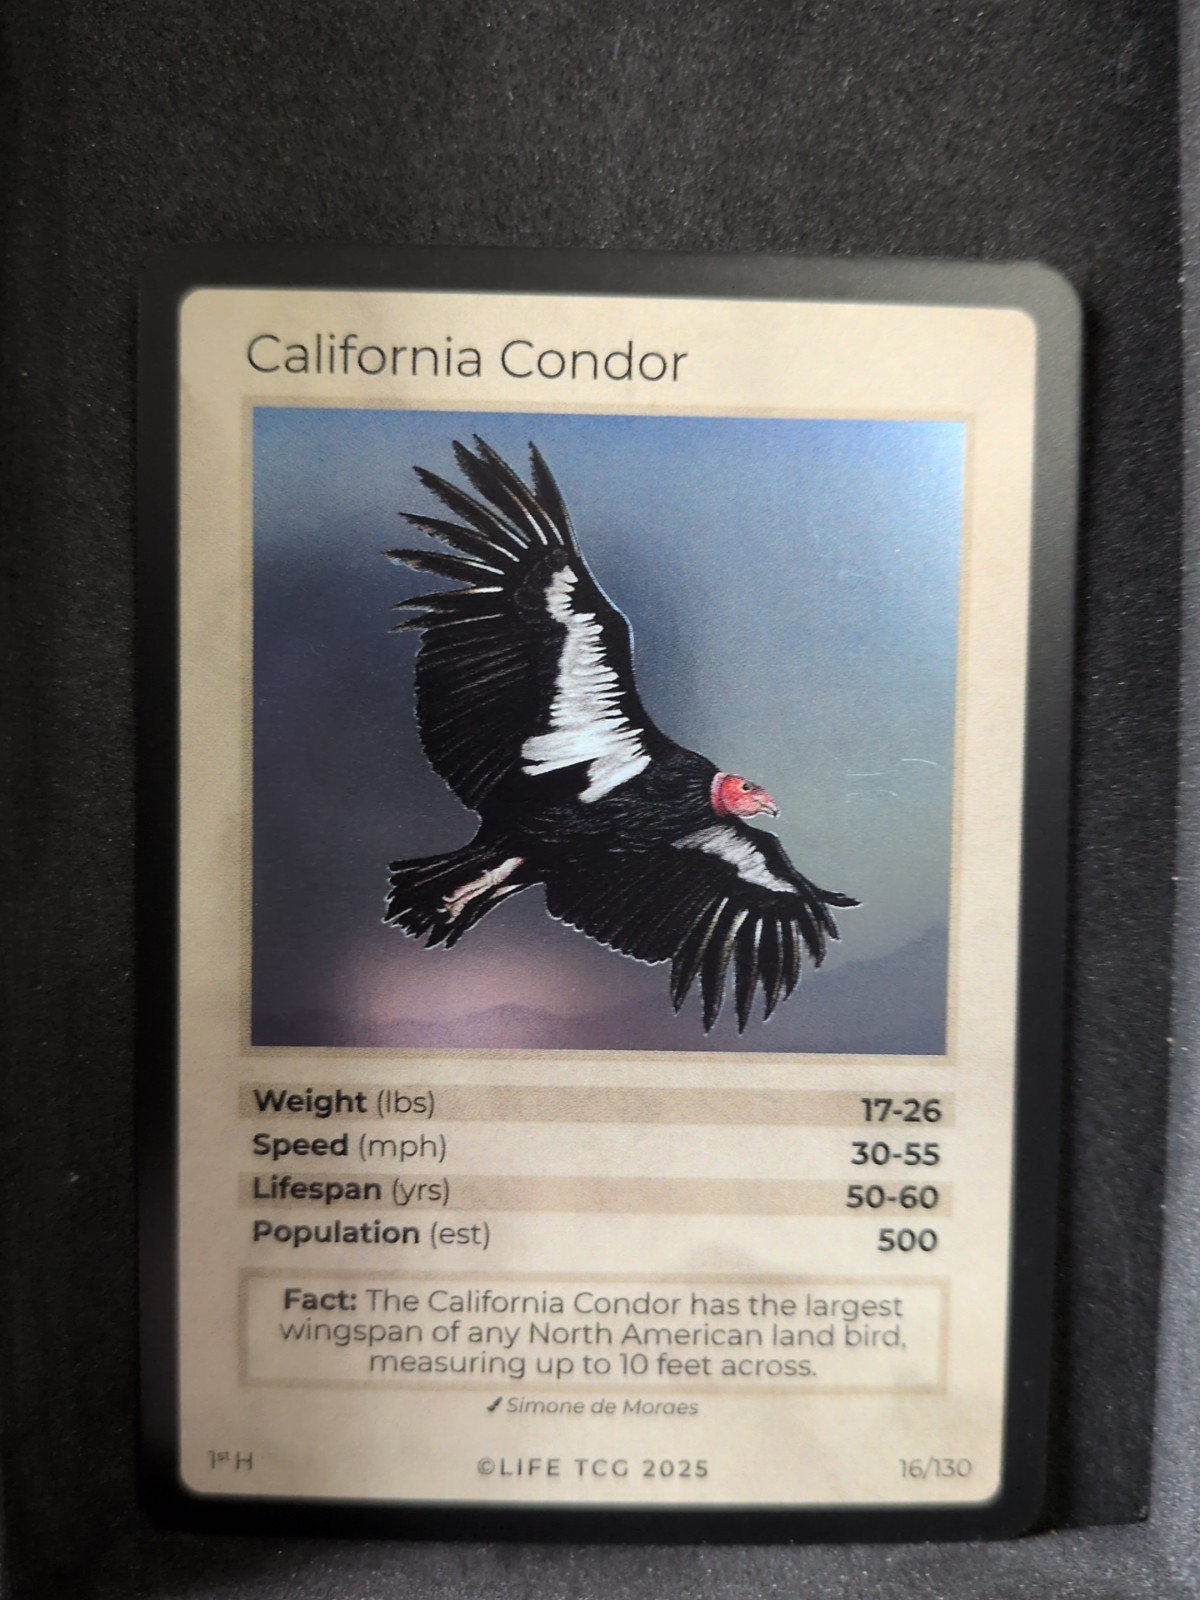 California Condor
Weight (lbs) 17-26
Speed (mph) 30-55
Lifespan (yrs) 50-60
Population (est) 500
Fact: The California Condor has the largest
wingspan of any North American land bird,
measuring up to 10 feet across.
Simone de Moraes
1st H ©LIFE TCG 2025 16/130